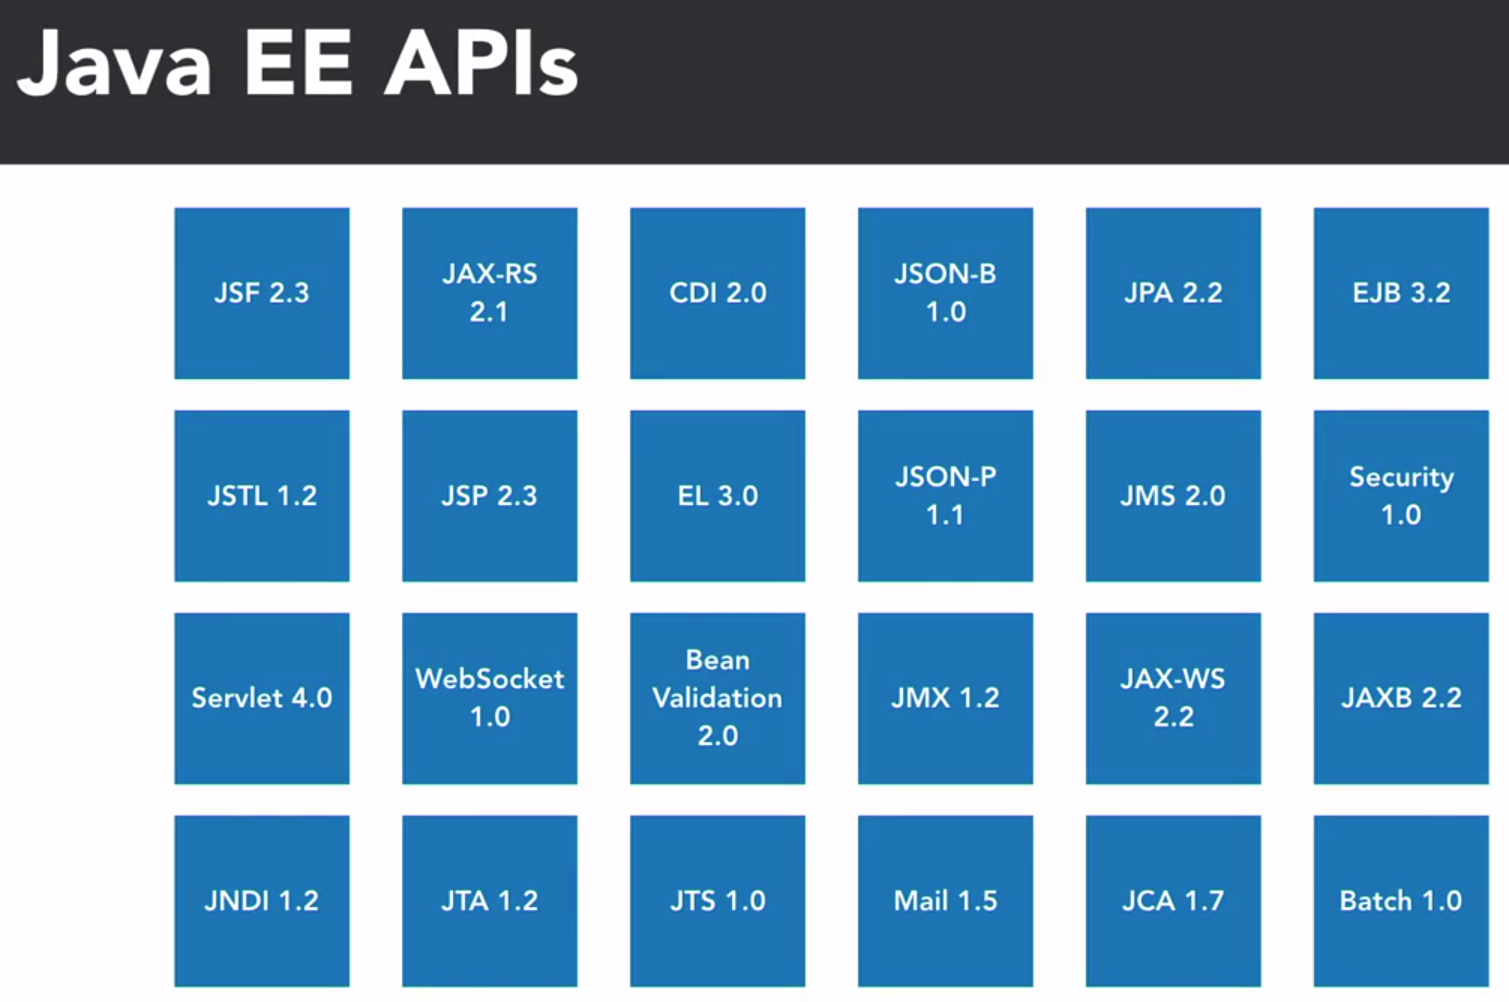 Java EE APIs
JSF 2.3
JAX-RS
2.1
CDI 2.0
JSON-B
1.0
JPA 2.2
EJB 3.2
JSTL 1.2
JSP 2.3
EL 3.0
JSON-P
1.1
JMS 2.0
Security
1.0
Servlet 4.0
WebSocket
1.0
Bean
Validation
2.0
JMX 1.2
JAX-WS
2.2
JAXB 2.2
JNDI 1.2
JTA 1.2
JTS 1.0
Mail 1.5
JCA 1.7
Batch 1.0